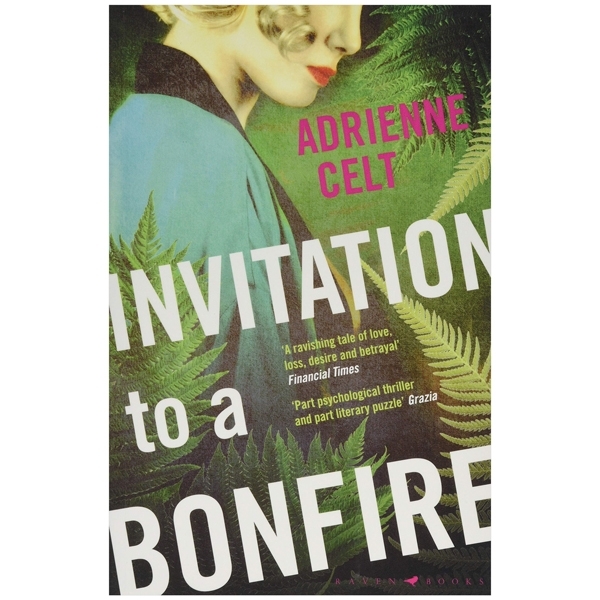 ADRIENNE
CELT
INVITATION
to a
BONFIRE
‘A ravishing tale of love,
loss, desire and betrayal’
Financial Times
‘Part psychological thriller
and part literary puzzle’ Grazia
RAVEN BOOKS